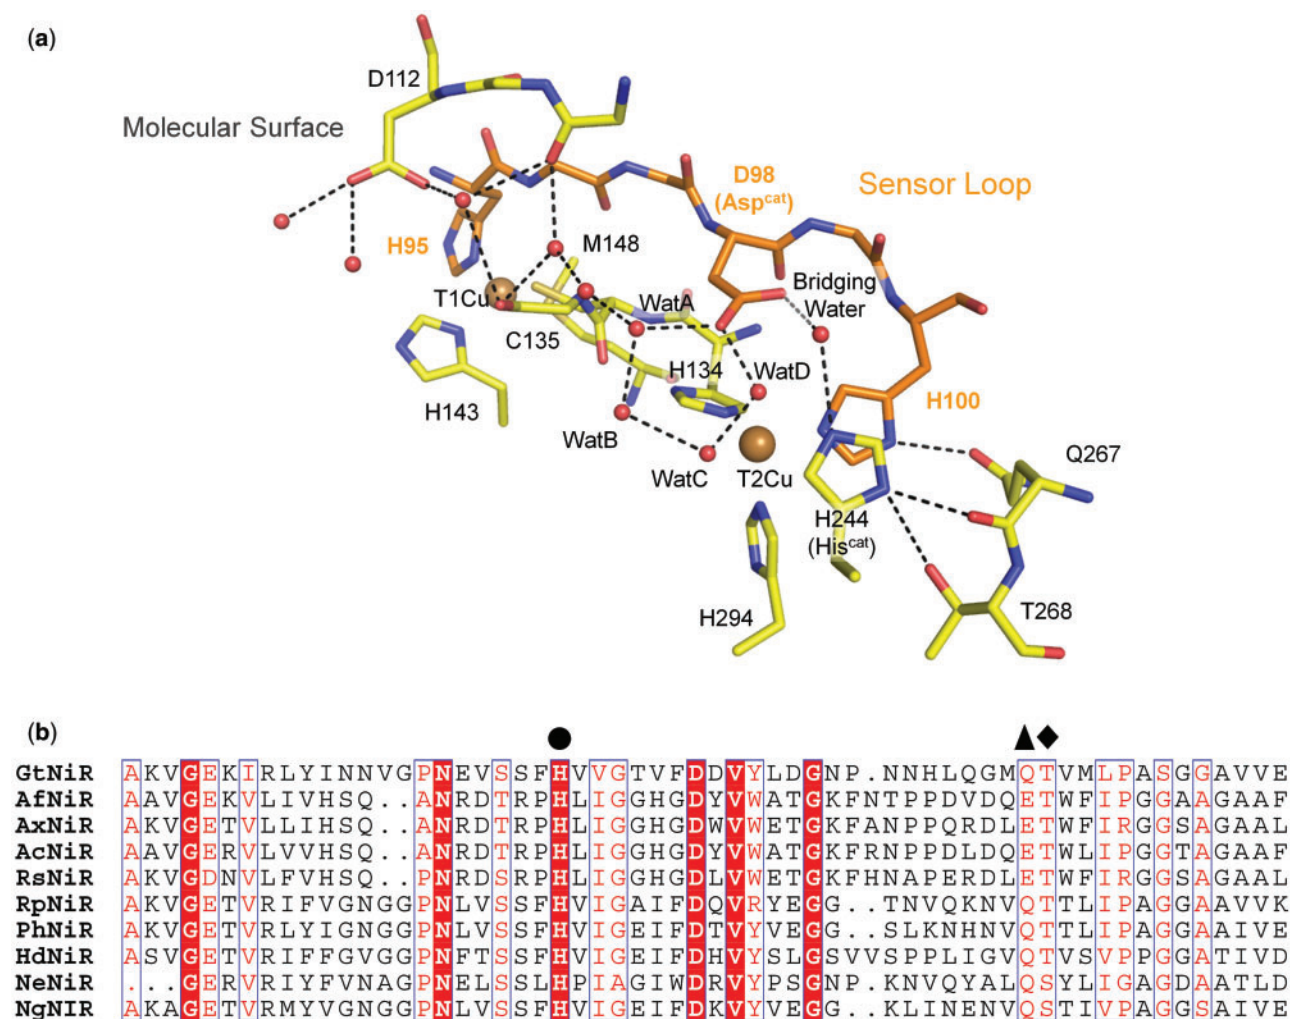 (a)
D112
Molecular Surface
D98
(Asp^cat)
Sensor Loop
H95
M148
Bridging
Water
T1Cu
WatA
C135
H134
WatD
H100
H143
WatB
Q267
WatC
T2Cu
H244
(His^cat)
H294
T268
(b)
GtNiR AKVGEKIRLYINNVGPNEVSSFHVVGTVFDDVYLDGNP.NNHLQGMQTVMLPASGGAVVE
AfNiR AAVGEKVLIVHSQ..ANRDTRPHLIGGHGDYVWATGKFNTPPDVDQETWFIPGGAAGAAF
AxNiR AKVGETVLLIHSQ..ANRDTRPHLIGGHGDWVWETGKFANPPQRDLETWFIRGGSAGAAL
AcNiR AAVGERVLVVHSQ..ANRDTRPHLIGGHGDYVWATGKFRNPPDLDQETWLIPGGTAGAAF
RsNiR AKVGDNVLFVHSQ..PNRDSRPHLIGGHGDLVWETGKFHNAPERDLETWFIRGGSAGAAL
RpNiR AKVGETVRIFVGNGGPNLVSSFHVIGAIFDQVRYEGG..TNVQKNVQTTLIPAGGAAVVK
PhNiR AKVGETVRLYIGNGGPNLVSSFHVIGEIFDTVYVEGG..SLKNHNVQTTLIPAGGAAIVE
HdNiR ASVGETVRIFFGVGGPNFTSSFHVIGEIFDHVYSLGSVVSPPLIGVQTVSVPPGGATIVD
NeNiR ...GERVRIYFVNAGPNELSSLHPIAGIWDRVYPSGNP.KNVQYALQSYLIGAGDAATLD
NgNIR AKAGETVRMYVGNGGPNLVSSFHVIGEIFDKVYVEGG..KLINENVQSTIVPAGGSAIVE